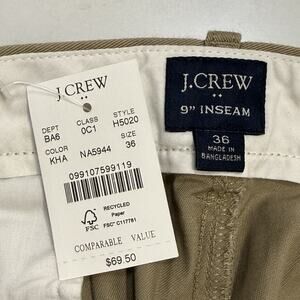 J.CREW
DEPT CLASS STYLE
BA6 0C1 H5020
COLOR SIZE
KHA NA5944 36
099107599119
FSC
RECYCLED
Paper
FSC® C117761
COMPARABLE VALUE
$69.50
J.CREW
9" INSEAM
36
MADE IN
BANGLADESH